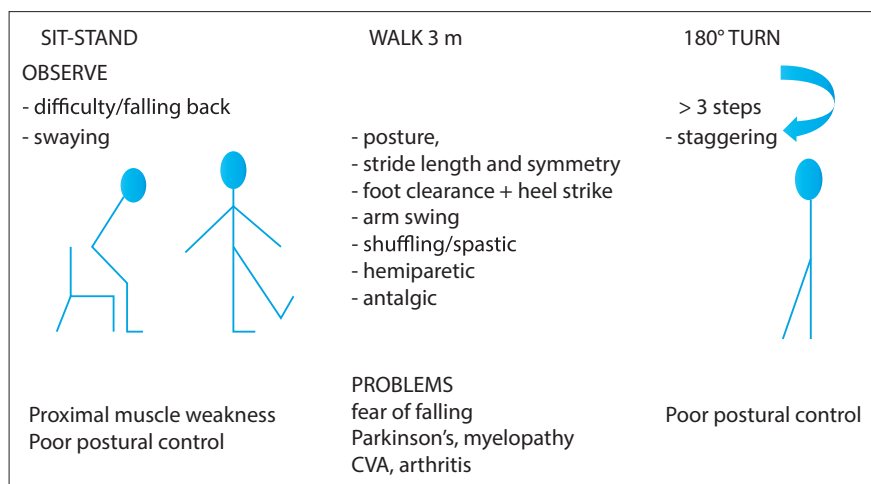 SIT-STAND
WALK 3 m
180° TURN
OBSERVE
- difficulty/falling back
- swaying
- posture,
- stride length and symmetry
- foot clearance + heel strike
- arm swing
- shuffling/spastic
- hemiparetic
- antalgic
> 3 steps
- staggering
Proximal muscle weakness
Poor postural control
PROBLEMS
fear of falling
Parkinson’s, myelopathy
CVA, arthritis
Poor postural control